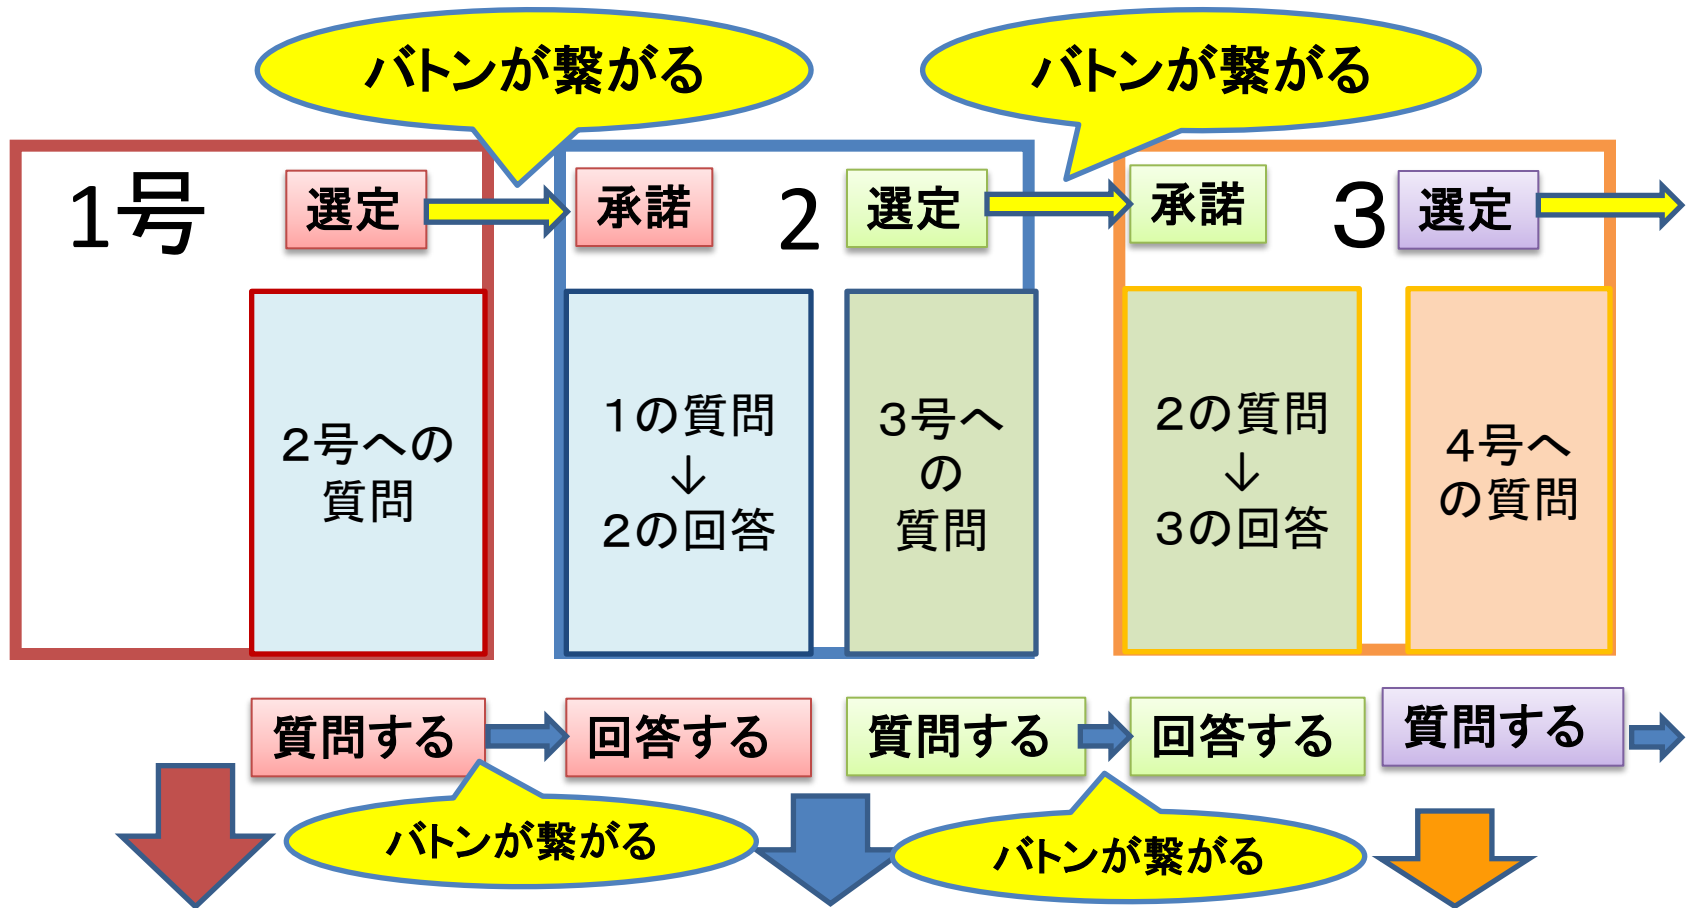 バトンが繋がる
バトンが繋がる
1号
選定
承諾
2
選定
承諾
3
選定
2号への
質問
1の質問
↓
2の回答
3号へ
の
質問
2の質問
↓
3の回答
4号へ
の質問
質問する
回答する
質問する
回答する
質問する
バトンが繋がる
バトンが繋がる